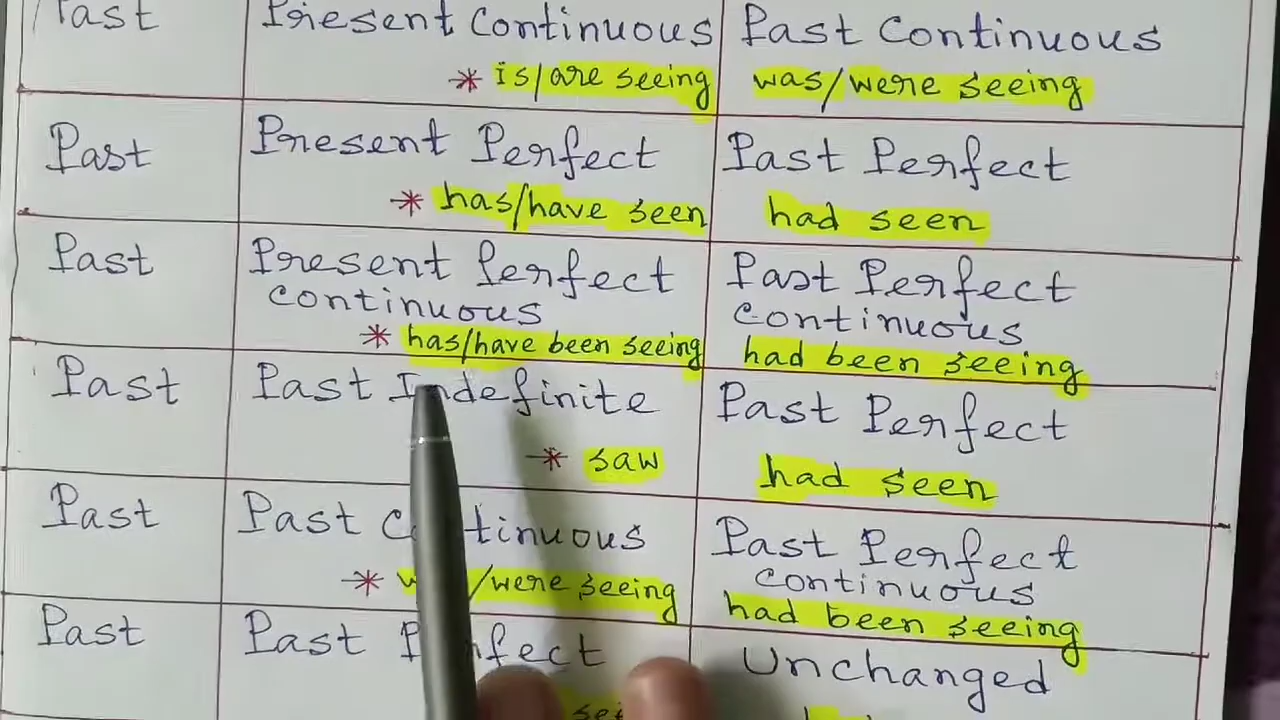 Past
Present Continuous
* is/are seeing
Past Continuous
was/were seeing
Past
Present Perfect
* has/have seen
Past Perfect
had seen
Past
Present Perfect
continuous
* has/have been seeing
Past Perfect
continuous
had been seeing
Past
Past Indefinite
* saw
Past Perfect
had seen
Past
Past
* /were seeing
Past Perfect
continuous
had been seeing
Past
Past Perfect
Unchanged